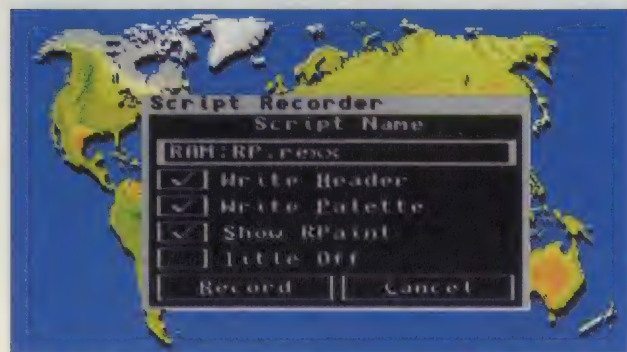 Script Recorder
Script Name
RAM:RP.rexx
Write Header
Write Palette
Show RPaint
Title Off
Record
Cancel